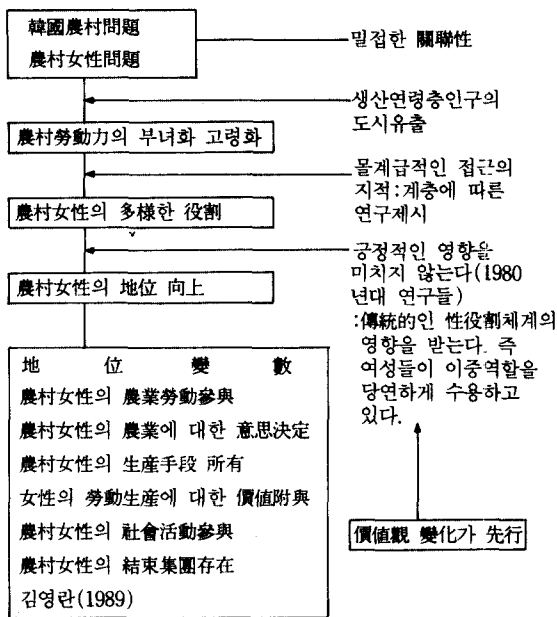 韓國農村問題
農村女性問題
밀접한 關聯性
생산연령층인구의
도시유출
農村勞動力의 부녀화 고령화
몰계급적인 접근의
지적:계층에 따른
연구제시
農村女性의 多樣한 役割
긍정적인 영향을
미치지 않는다(1980
년대 연구들)
:傳統的인 性役割체계의
영향을 받는다. 즉
여성들이 이중역할을
당연하게 수용하고
있다.
農村女性의 地位 向上
地 位 變 數
農村女性의 農業勞動參與
農村女性의 農業에 대한 意思決定
農村女性의 生産手段 所有
女性의 勞動生産에 대한 價値附與
農村女性의 社會活動參與
農村女性의 結束集團存在
김영란(1989)
價値觀 變化가 先行